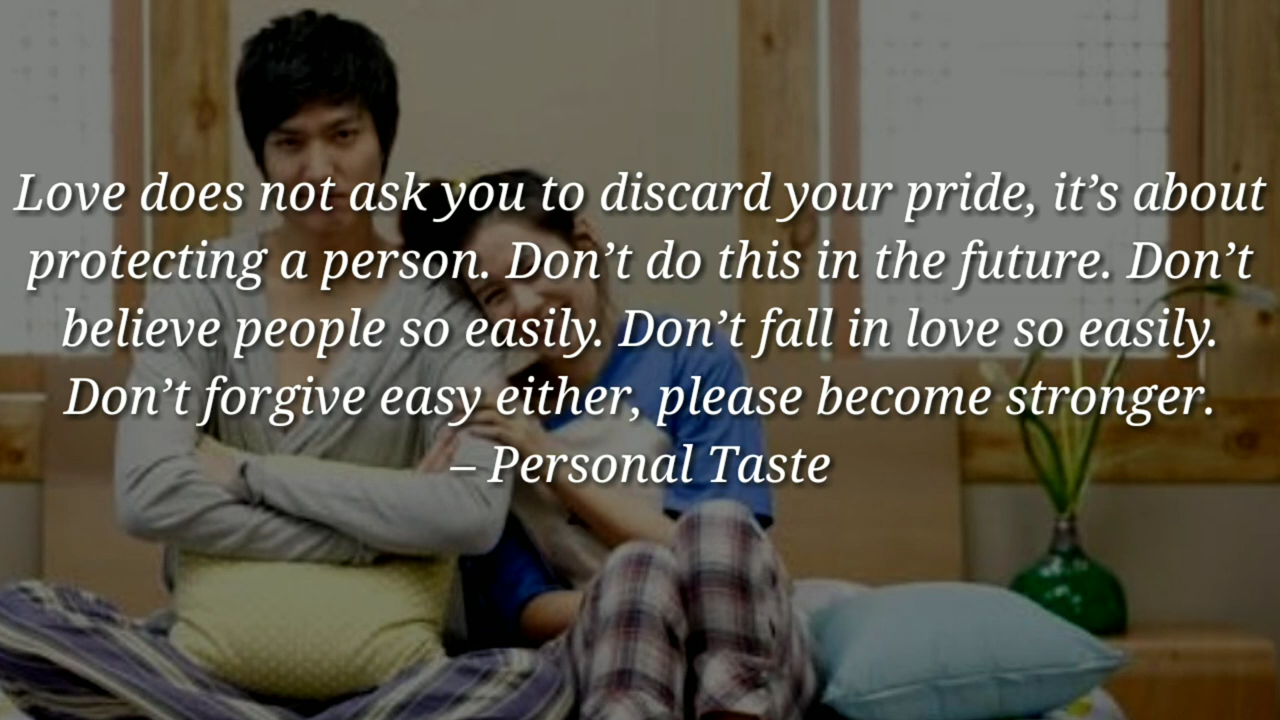 Love does not ask you to discard your pride, it’s about
protecting a person. Don’t do this in the future. Don’t
believe people so easily. Don’t fall in love so easily.
Don’t forgive easy either, please become stronger.
– Personal Taste